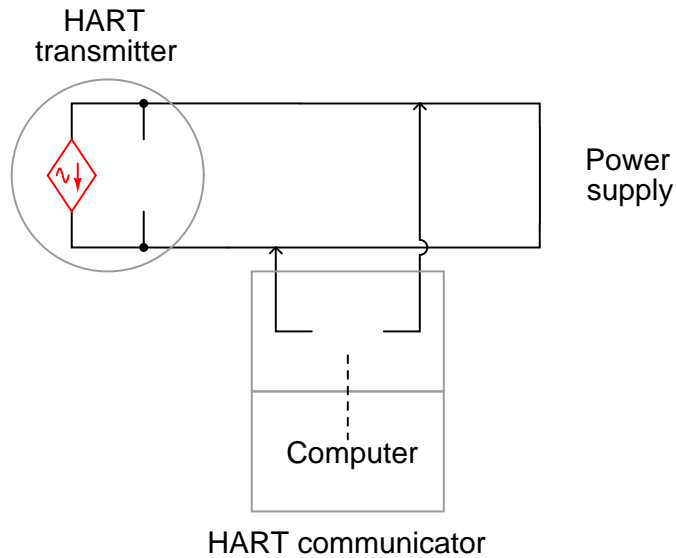 HART
transmitter
Power
supply
Computer
HART communicator